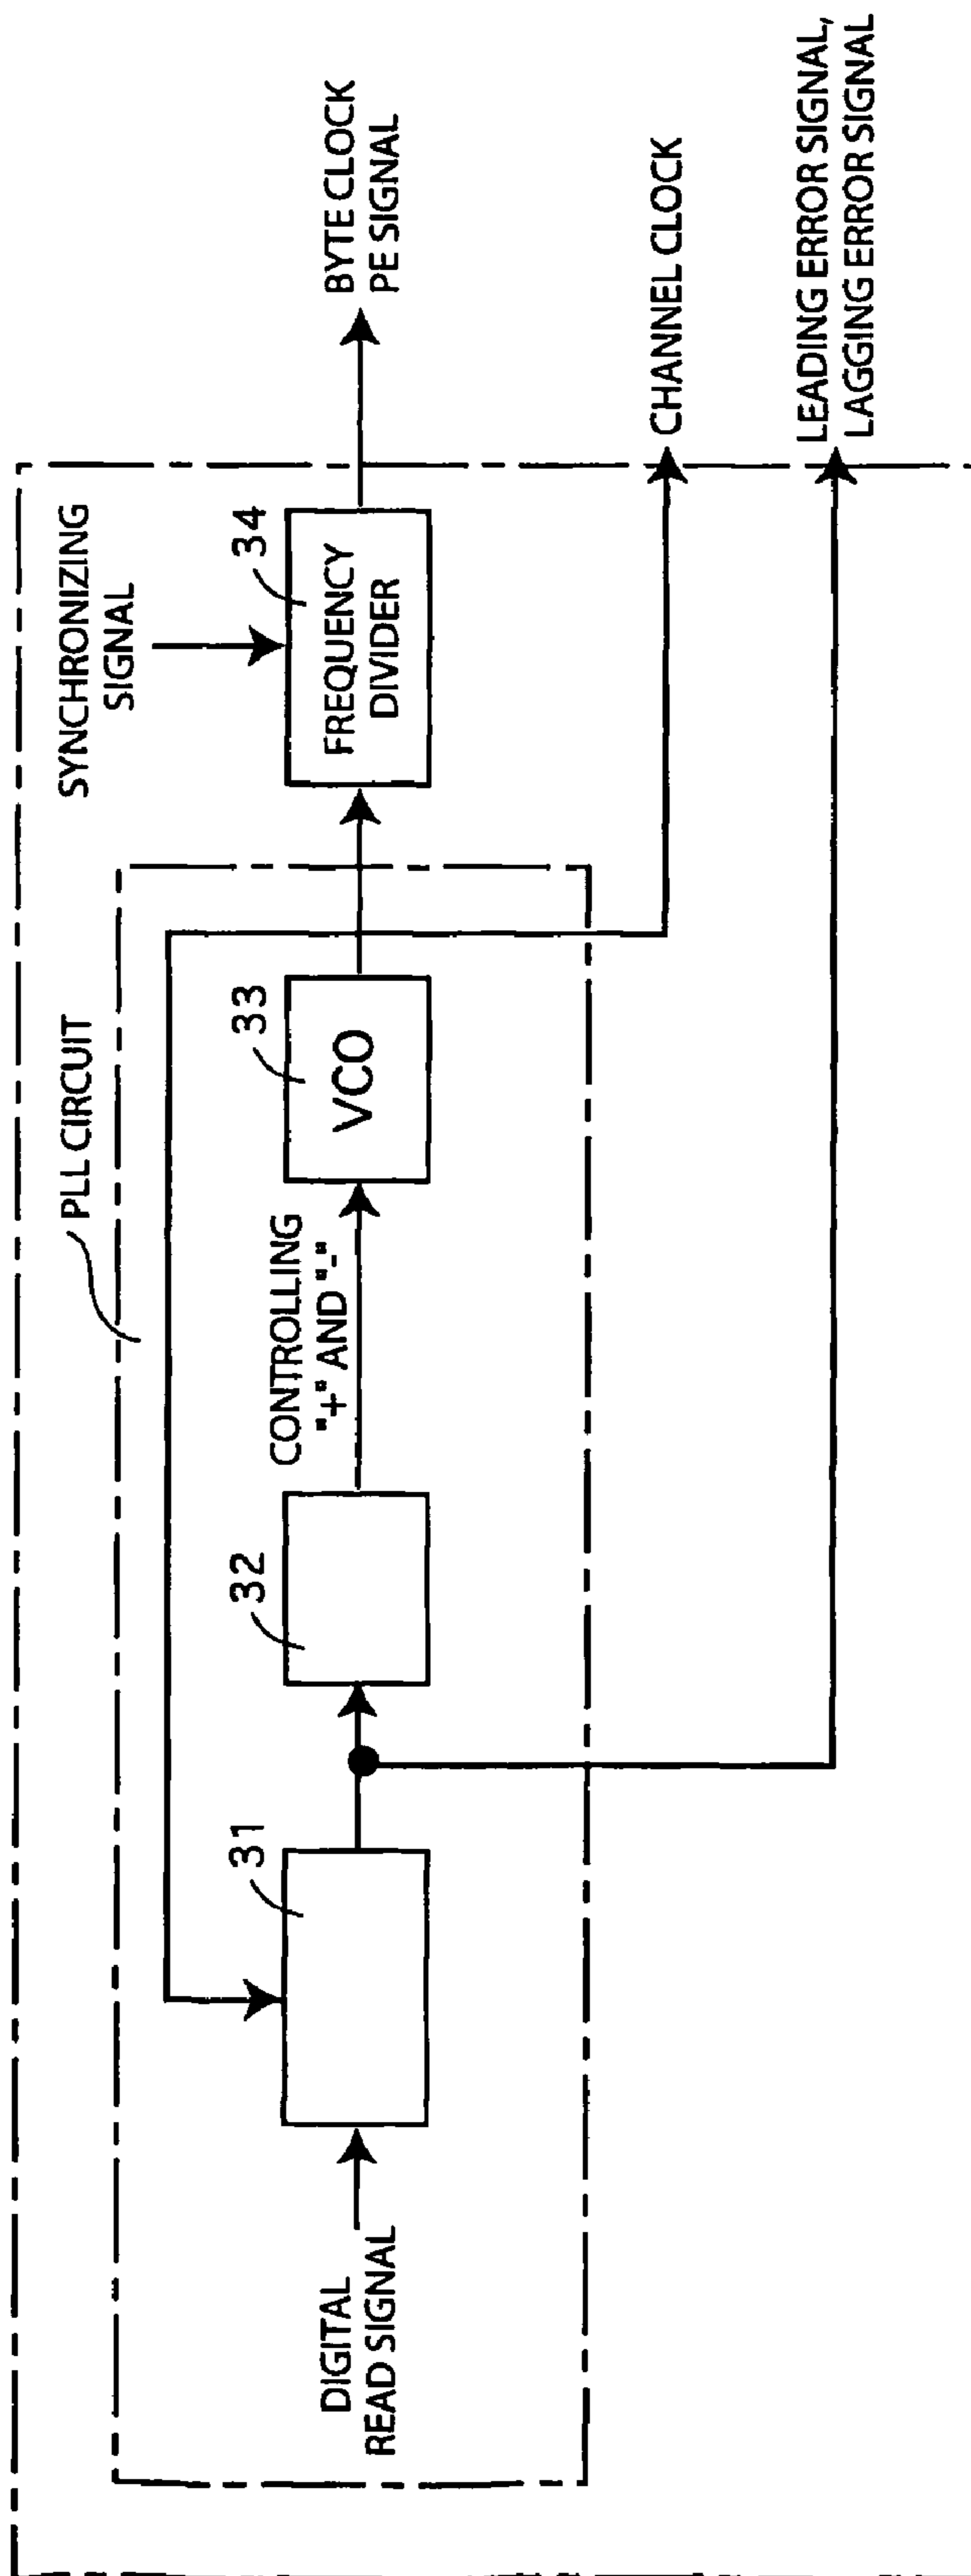 PLL CIRCUIT
SYNCHRONIZING
SIGNAL
DIGITAL
READ SIGNAL
31
32
CONTROLLING
"+" AND "-"
33
VCO
34
FREQUENCY
DIVIDER
BYTE CLOCK
PE SIGNAL
CHANNEL CLOCK
LEADING ERROR SIGNAL,
LAGGING ERROR SIGNAL